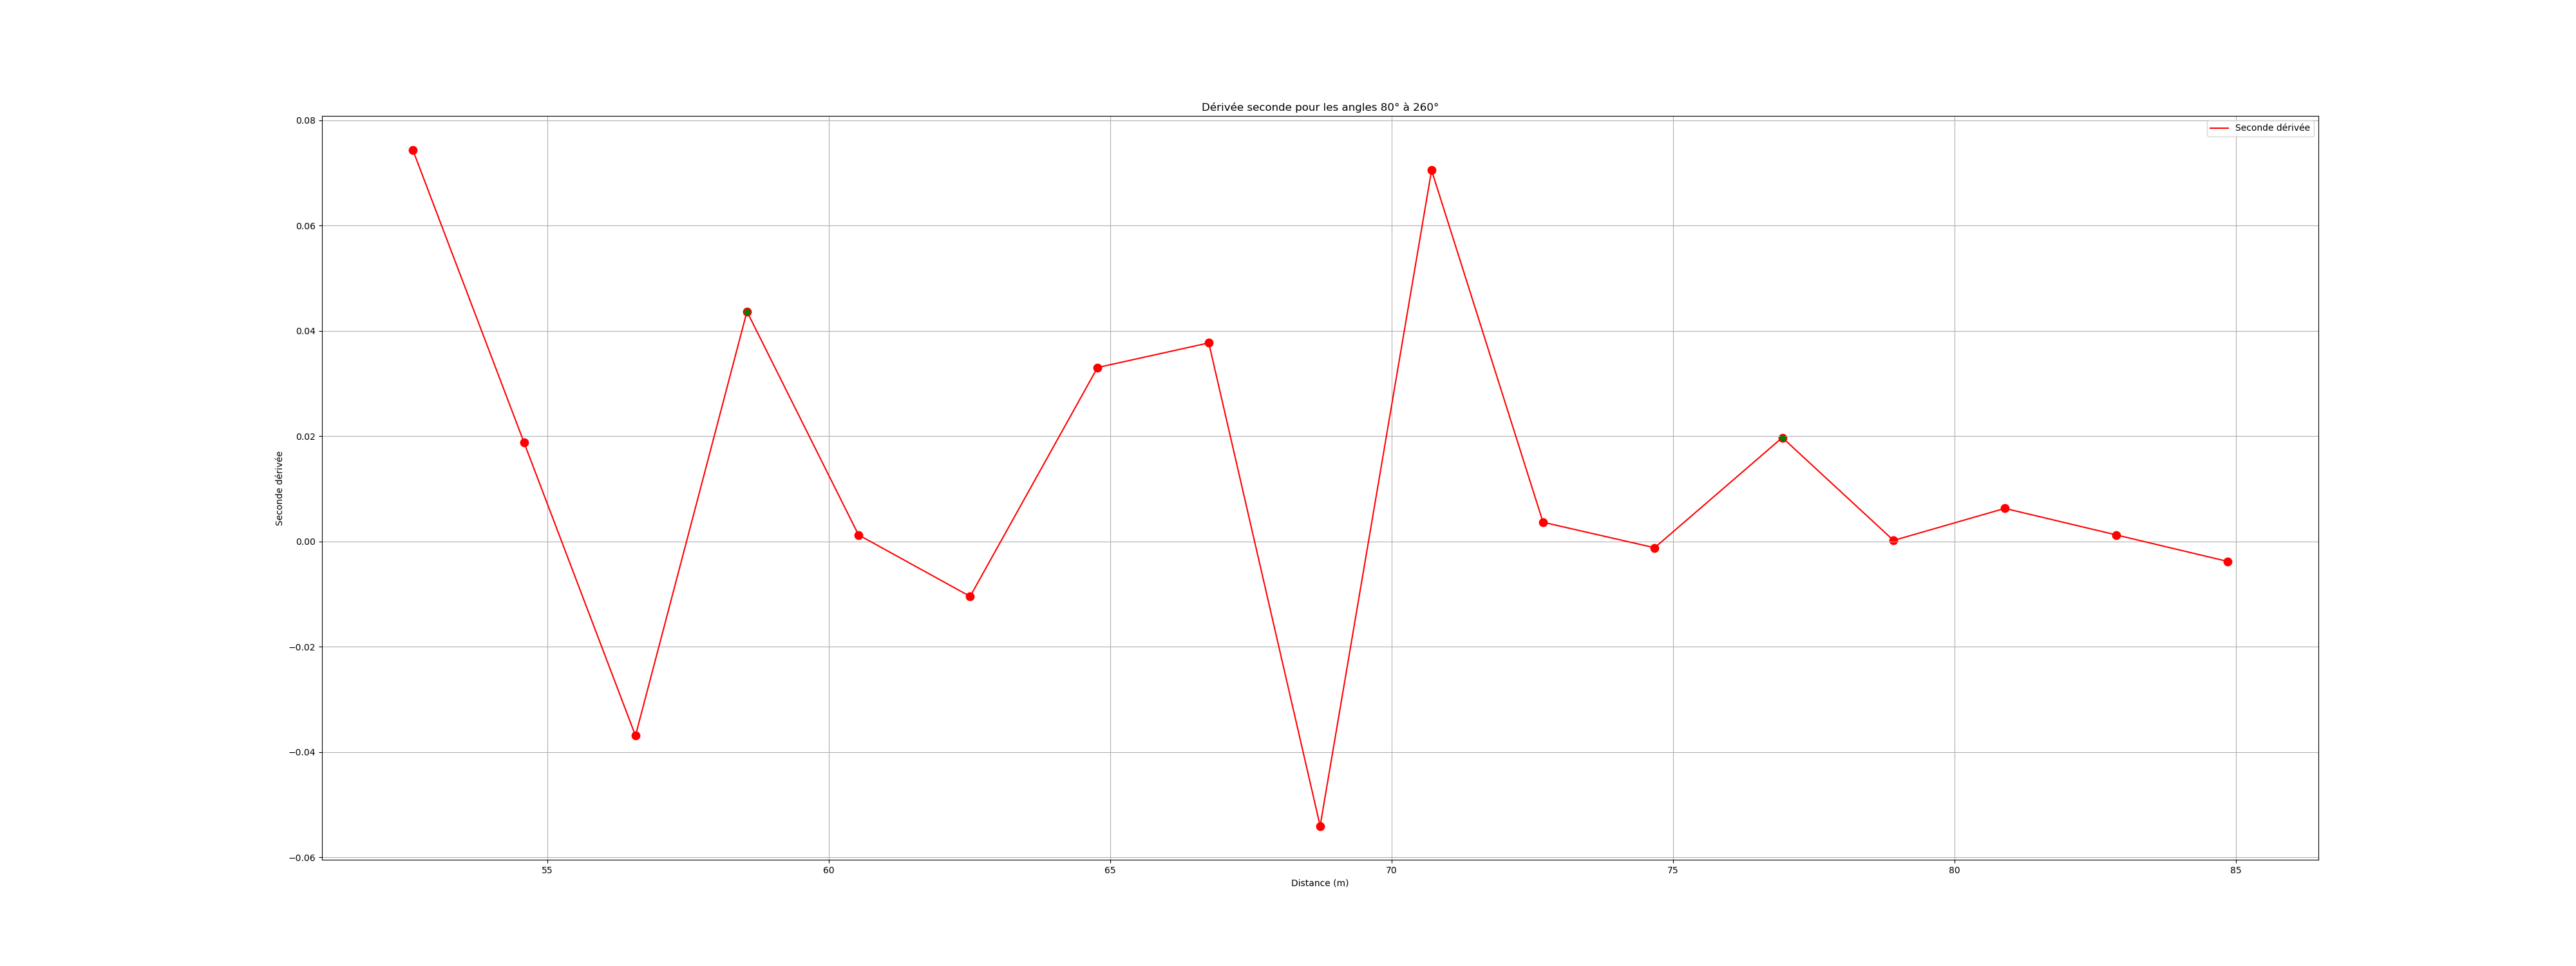 Dérivée seconde pour les angles 80° à 260°
Seconde dérivée
0.08
0.06
0.04
0.02
0.00
−0.02
−0.04
−0.06
Seconde dérivée
55 60 65 70 75 80 85
Distance (m)